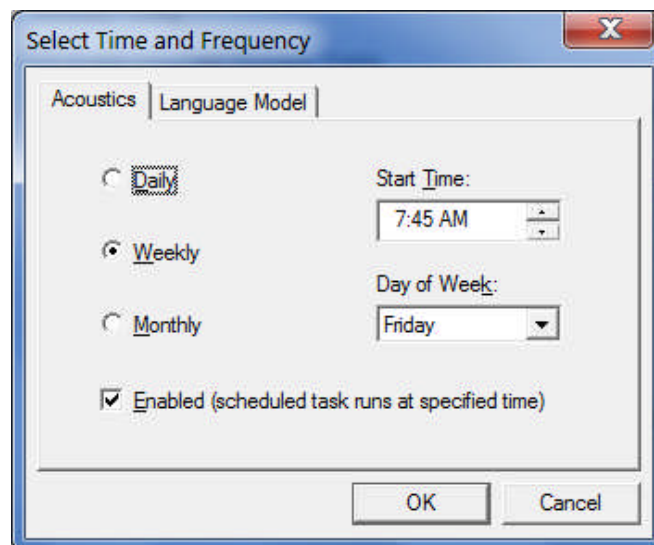 Select Time and Frequency
X
Acoustics
Language Model
Daily
Start Time:
7:45 AM
Weekly
Day of Week:
Friday
Monthly
Enabled (scheduled task runs at specified time)
OK
Cancel